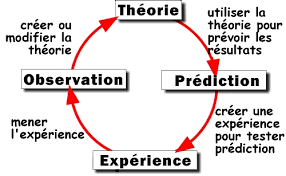 Théorie
utiliser la
théorie pour
prévoir les
résultats
Prédiction
créer une
expérience
pour tester
prédiction
Expérience
mener
l'expérience
Observation
créer ou
modifier la
théorie